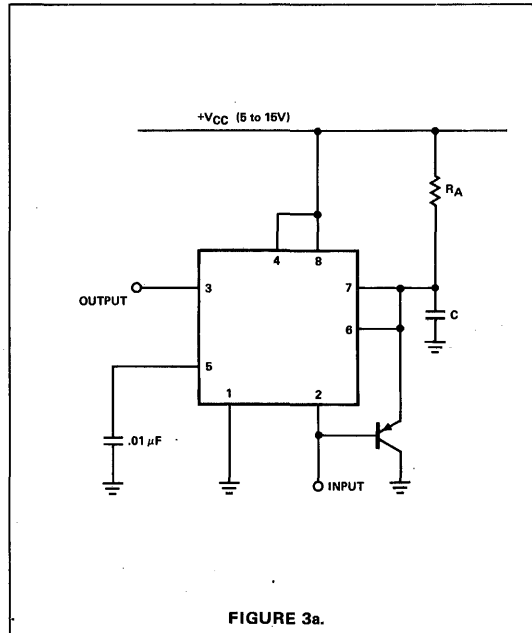 +VCC (5 to 15V)
RA
4
8
7
3
OUTPUT
C
6
5
1
2
.01 μF
INPUT
FIGURE 3a.